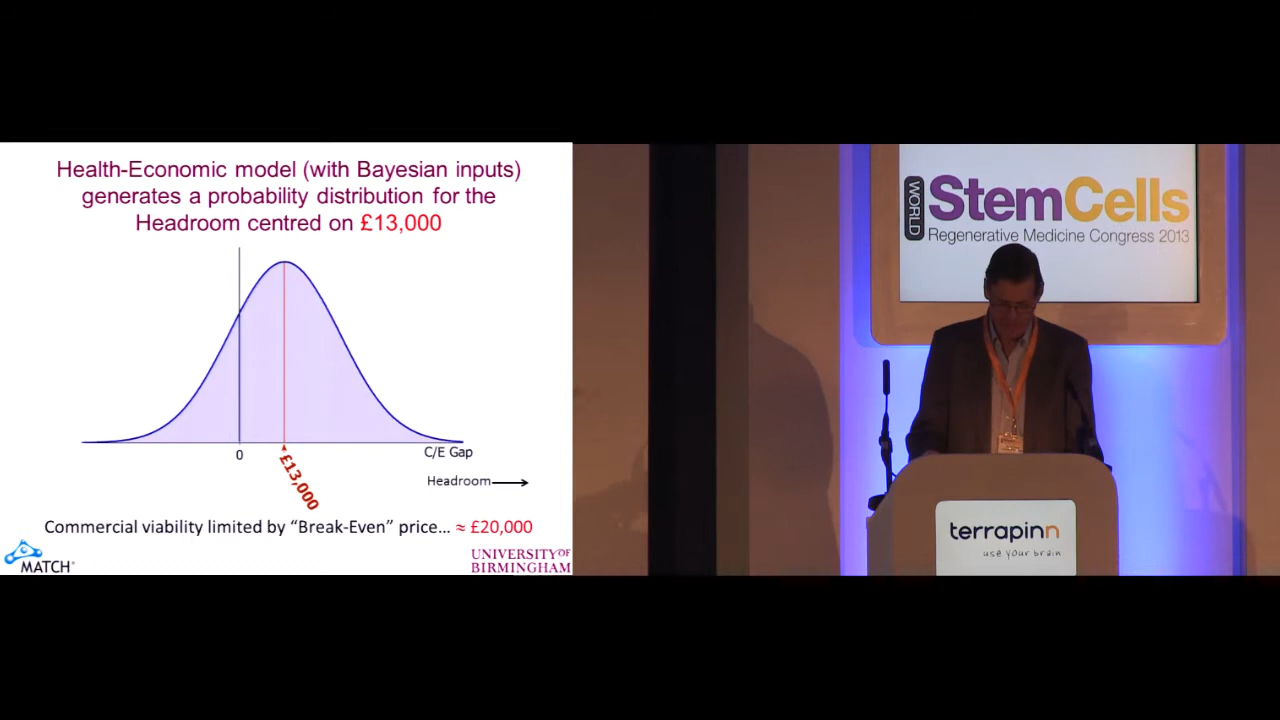 Health-Economic model (with Bayesian inputs)
generates a probability distribution for the
Headroom centred on £13,000
0
£13,000
C/E Gap
Headroom
Commercial viability limited by “Break-Even” price... ≈ £20,000
MATCH
UNIVERSITY OF
BIRMINGHAM
WORLD
StemCells
Regenerative Medicine Congress 2013
terrapinn
use your brain